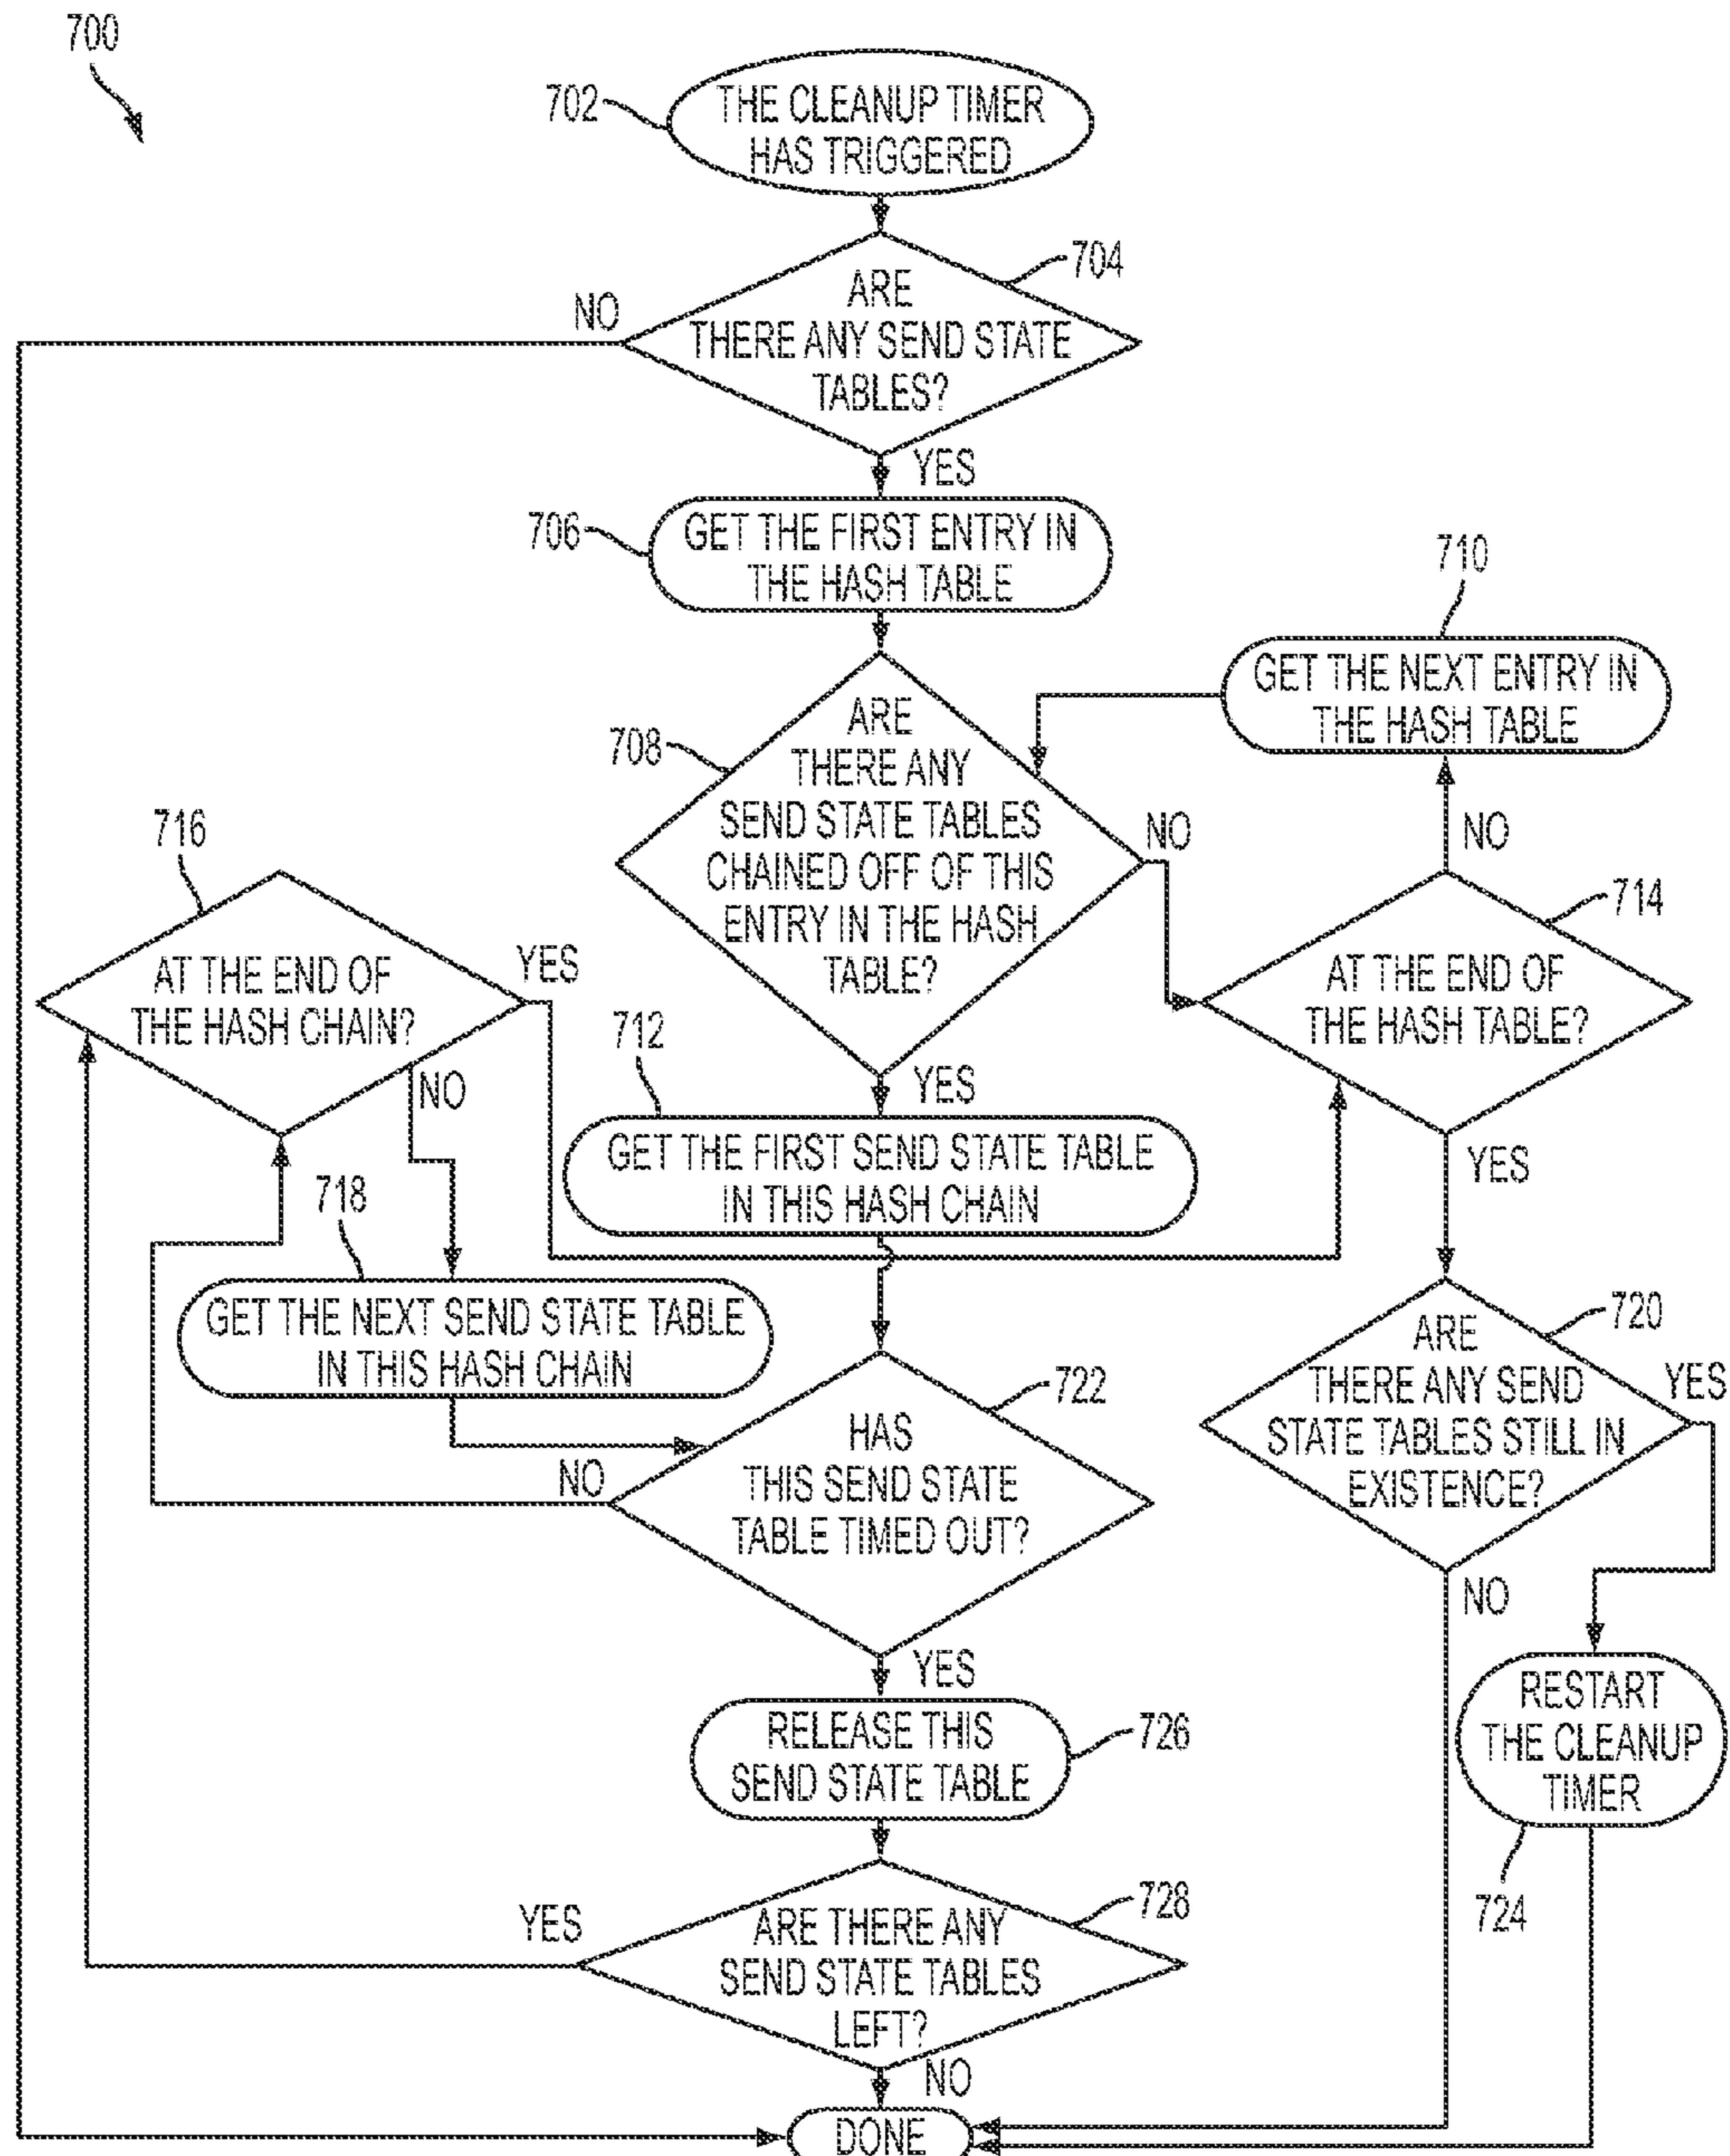 700
702
THE CLEANUP TIMER
HAS TRIGGERED
704
ARE
THERE ANY SEND STATE
TABLES?
NO
YES
706
GET THE FIRST ENTRY IN
THE HASH TABLE
710
GET THE NEXT ENTRY IN
THE HASH TABLE
708
ARE
THERE ANY
SEND STATE TABLES
CHAINED OFF OF THIS
ENTRY IN THE HASH
TABLE?
NO
NO
YES
714
AT THE END OF
THE HASH TABLE?
YES
716
AT THE END OF
THE HASH CHAIN?
YES
NO
712
GET THE FIRST SEND STATE TABLE
IN THIS HASH CHAIN
718
GET THE NEXT SEND STATE TABLE
IN THIS HASH CHAIN
720
ARE
THERE ANY SEND
STATE TABLES STILL IN
EXISTENCE?
YES
NO
722
HAS
THIS SEND STATE
TABLE TIMED OUT?
NO
YES
RESTART
THE CLEANUP
TIMER
724
RELEASE THIS
SEND STATE TABLE
726
728
ARE THERE ANY
SEND STATE TABLES
LEFT?
YES
NO
DONE